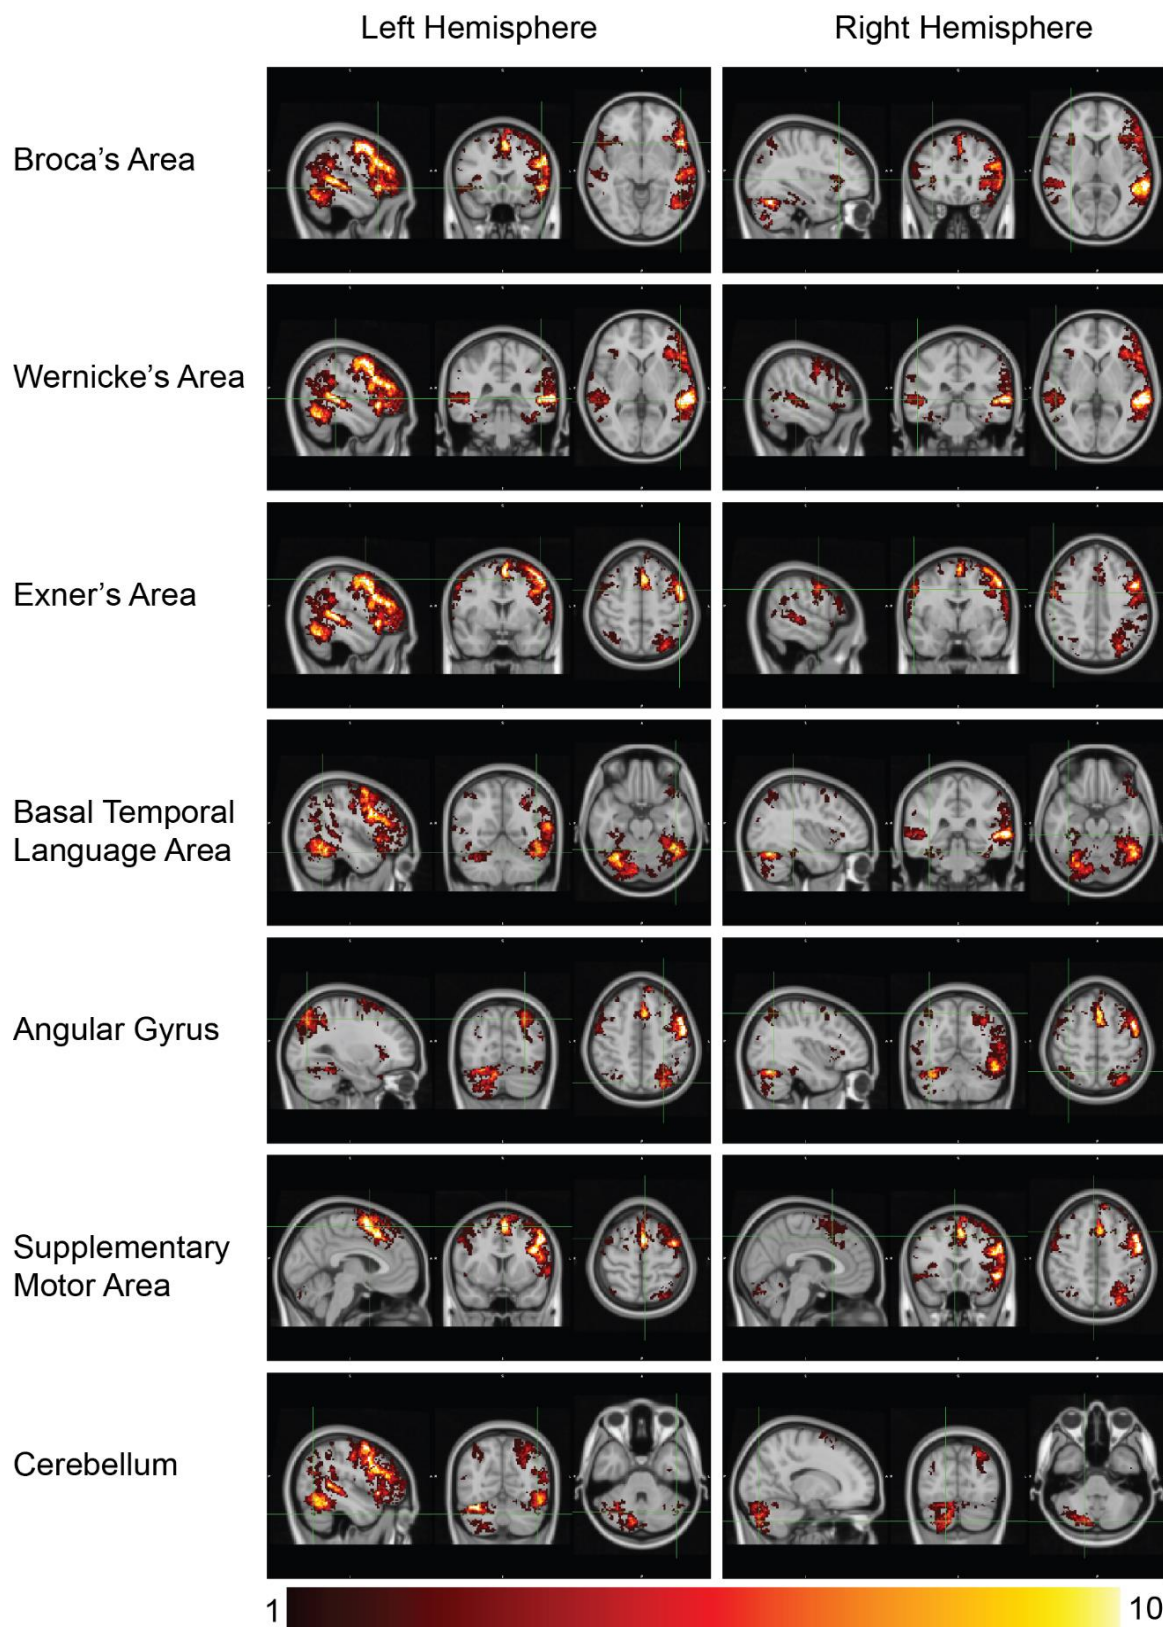 Left Hemisphere
Right Hemisphere
Broca's Area
Wernicke's Area
Exner's Area
Basal Temporal
Language Area
Angular Gyrus
Supplementary
Motor Area
Cerebellum
1
10